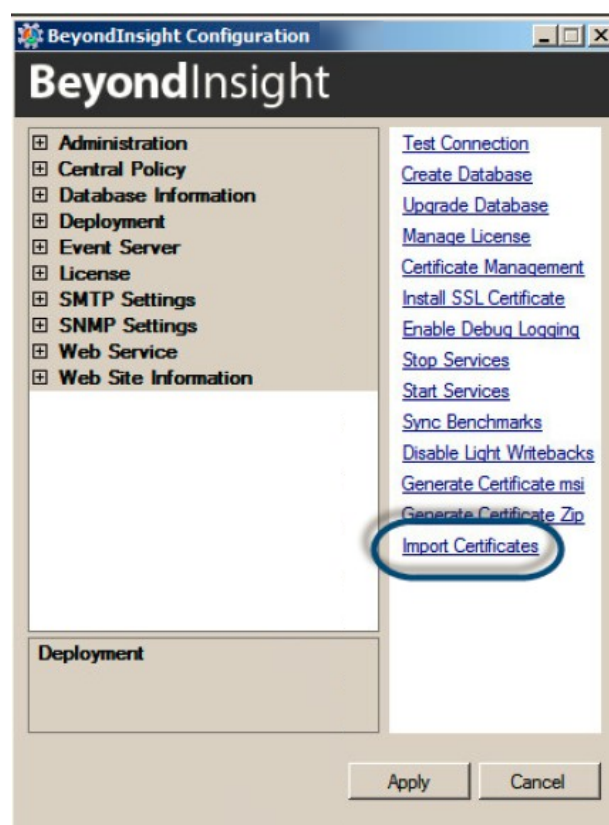 BeyondInsight Configuration
BeyondInsight
Administration
Central Policy
Database Information
Deployment
Event Server
License
SMTP Settings
SNMP Settings
Web Service
Web Site Information
Deployment
Test Connection
Create Database
Upgrade Database
Manage License
Certificate Management
Install SSL Certificate
Enable Debug Logging
Stop Services
Start Services
Sync Benchmarks
Disable Light Writebacks
Generate Certificate msi
Generate Certificate Zip
Import Certificates
Apply
Cancel